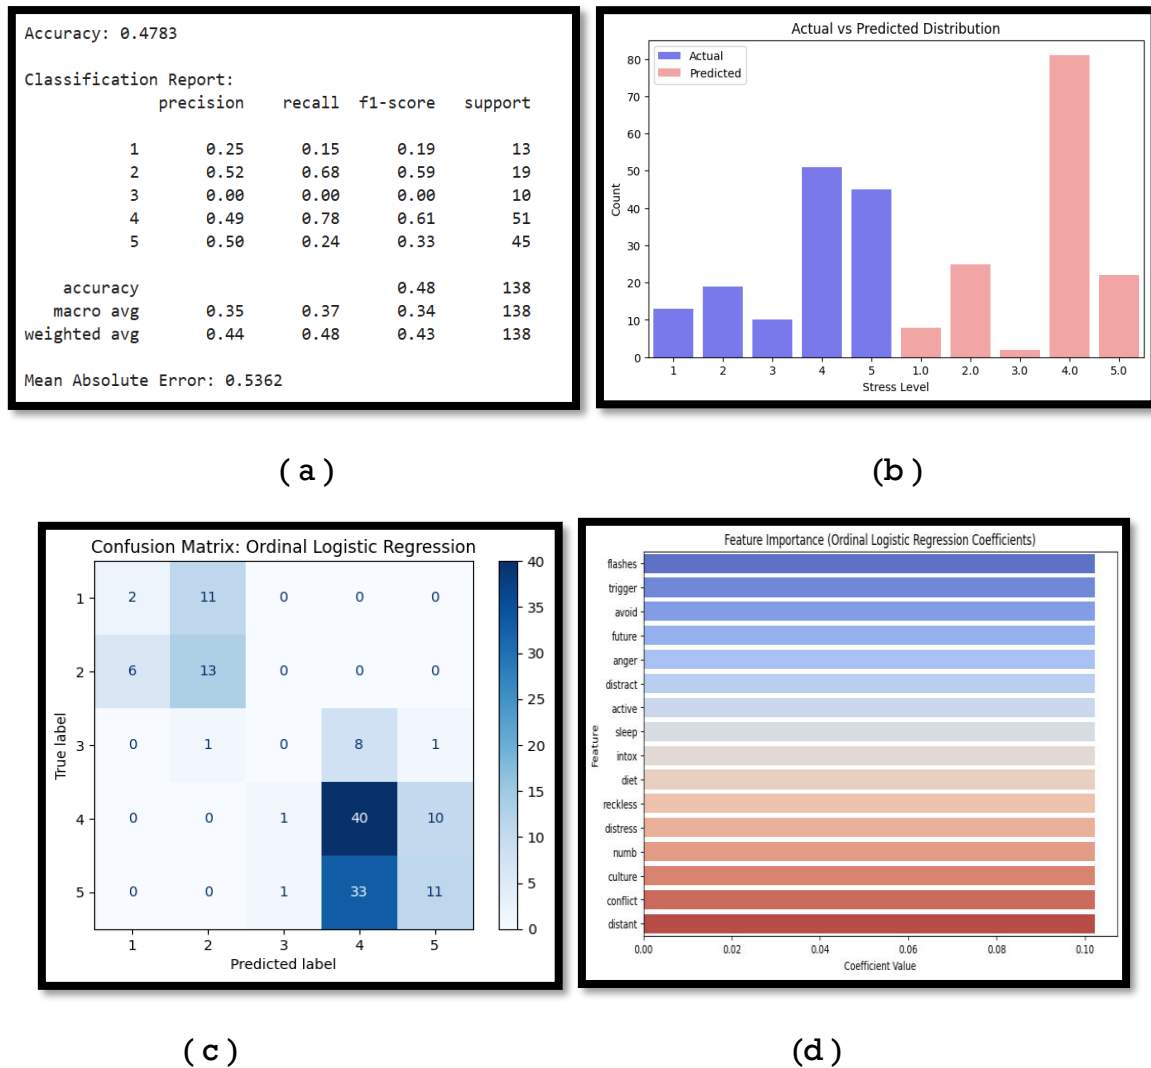 Accuracy: 0.4783
Classification Report:
precision recall f1-score support
1 0.25 0.15 0.19 13
2 0.52 0.68 0.59 19
3 0.00 0.00 0.00 10
4 0.49 0.78 0.61 51
5 0.50 0.24 0.33 45
accuracy 0.48 138
macro avg 0.35 0.37 0.34 138
weighted avg 0.44 0.48 0.43 138
Mean Absolute Error: 0.5362
(a)
Actual vs Predicted Distribution
Actual
Predicted
80
70
60
50
40
30
20
10
0
Count
1 2 3 4 5 1.0 2.0 3.0 4.0 5.0
Stress Level
(b)
Confusion Matrix: Ordinal Logistic Regression
1 2 11 0 0 0
2 6 13 0 0 0
3 0 1 0 8 1
4 0 0 1 40 10
5 0 0 1 33 11
True label
1 2 3 4 5
Predicted label
40
35
30
25
20
15
10
5
0
(c)
Feature Importance (Ordinal Logistic Regression Coefficients)
flashes
trigger
avoid
future
anger
distract
active
sleep
intox
diet
reckless
distress
numb
culture
conflict
distant
Feature
0.00 0.02 0.04 0.06 0.08 0.10
Coefficient Value
(d)